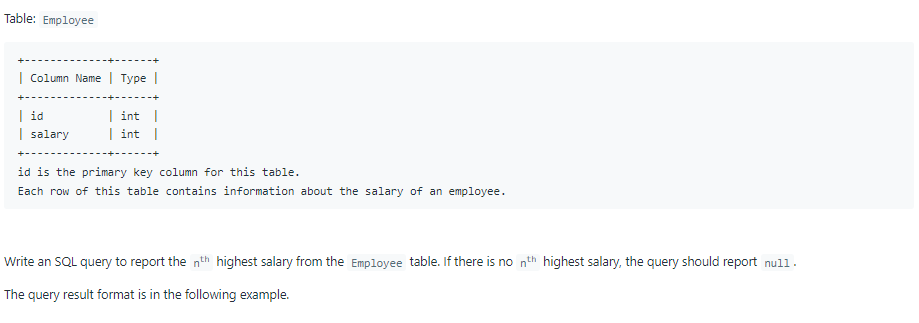 Table: Employee
+-------------+------+
| Column Name | Type |
+-------------+------+
| id          | int  |
| salary      | int  |
+-------------+------+
id is the primary key column for this table.
Each row of this table contains information about the salary of an employee.
Write an SQL query to report the nth highest salary from the Employee table. If there is no nth highest salary, the query should report null.
The query result format is in the following example.